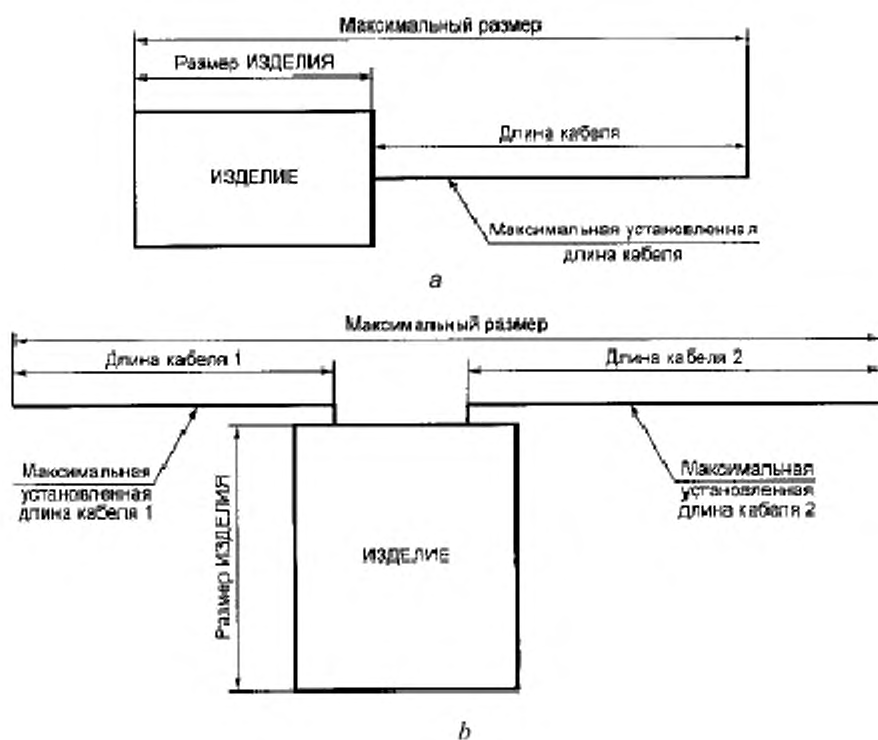 Максимальный размер
Размер ИЗДЕЛИЯ
Длина кабеля
ИЗДЕЛИЕ
Максимальная установленная
длина кабеля
a
Максимальный размер
Длина кабеля 1
Длина кабеля 2
Максимальная
установленная
длина кабеля 1
Максимальная
установленная
длина кабеля 2
Размер ИЗДЕЛИЯ
ИЗДЕЛИЕ
b